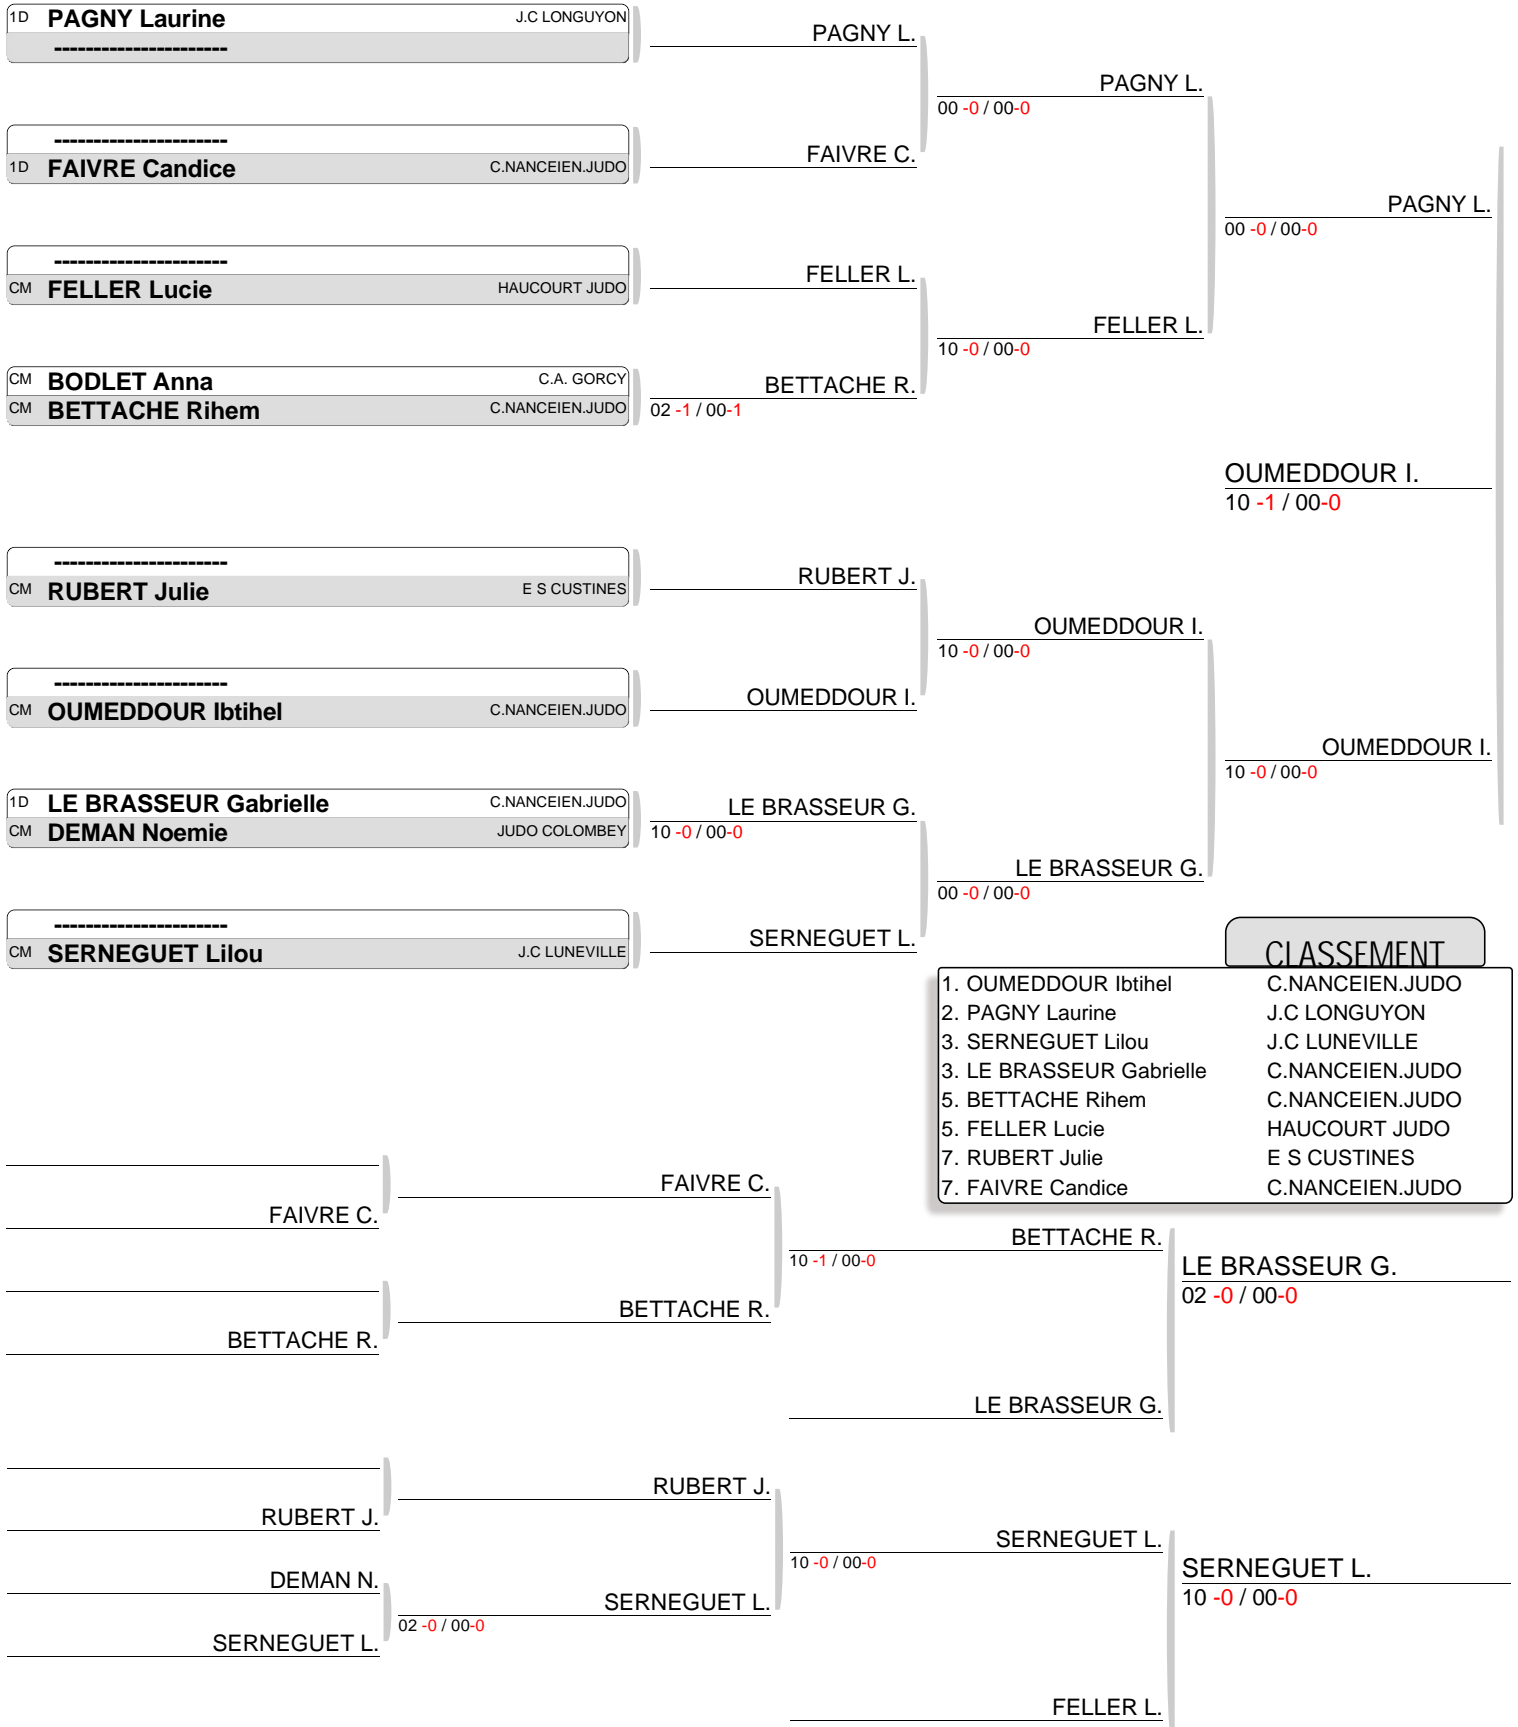 1D PAGNY Laurine J.C LONGUYON
----------------------
PAGNY L.
PAGNY L.
00 -0 / 00-0
----------------------
1D FAIVRE Candice C.NANCEIEN.JUDO
FAIVRE C.
PAGNY L.
00 -0 / 00-0
----------------------
CM FELLER Lucie HAUCOURT JUDO
FELLER L.
FELLER L.
10 -0 / 00-0
CM BODLET Anna C.A. GORCY
CM BETTACHE Rihem C.NANCEIEN.JUDO
BETTACHE R.
02 -1 / 00-1
OUMEDDOUR I.
10 -1 / 00-0
----------------------
CM RUBERT Julie E S CUSTINES
RUBERT J.
OUMEDDOUR I.
10 -0 / 00-0
----------------------
CM OUMEDDOUR Ibtihel C.NANCEIEN.JUDO
OUMEDDOUR I.
OUMEDDOUR I.
10 -0 / 00-0
1D LE BRASSEUR Gabrielle C.NANCEIEN.JUDO
CM DEMAN Noemie JUDO COLOMBEY
LE BRASSEUR G.
10 -0 / 00-0
LE BRASSEUR G.
00 -0 / 00-0
----------------------
CM SERNEGUET Lilou J.C LUNEVILLE
SERNEGUET L.
CLASSEMENT
1. OUMEDDOUR Ibtihel C.NANCEIEN.JUDO
2. PAGNY Laurine J.C LONGUYON
3. SERNEGUET Lilou J.C LUNEVILLE
3. LE BRASSEUR Gabrielle C.NANCEIEN.JUDO
5. BETTACHE Rihem C.NANCEIEN.JUDO
5. FELLER Lucie HAUCOURT JUDO
7. RUBERT Julie E S CUSTINES
7. FAIVRE Candice C.NANCEIEN.JUDO
FAIVRE C.
FAIVRE C.
BETTACHE R.
10 -1 / 00-0
LE BRASSEUR G.
02 -0 / 00-0
BETTACHE R.
BETTACHE R.
LE BRASSEUR G.
RUBERT J.
RUBERT J.
SERNEGUET L.
10 -0 / 00-0
SERNEGUET L.
10 -0 / 00-0
DEMAN N.
SERNEGUET L.
02 -0 / 00-0
SERNEGUET L.
FELLER L.